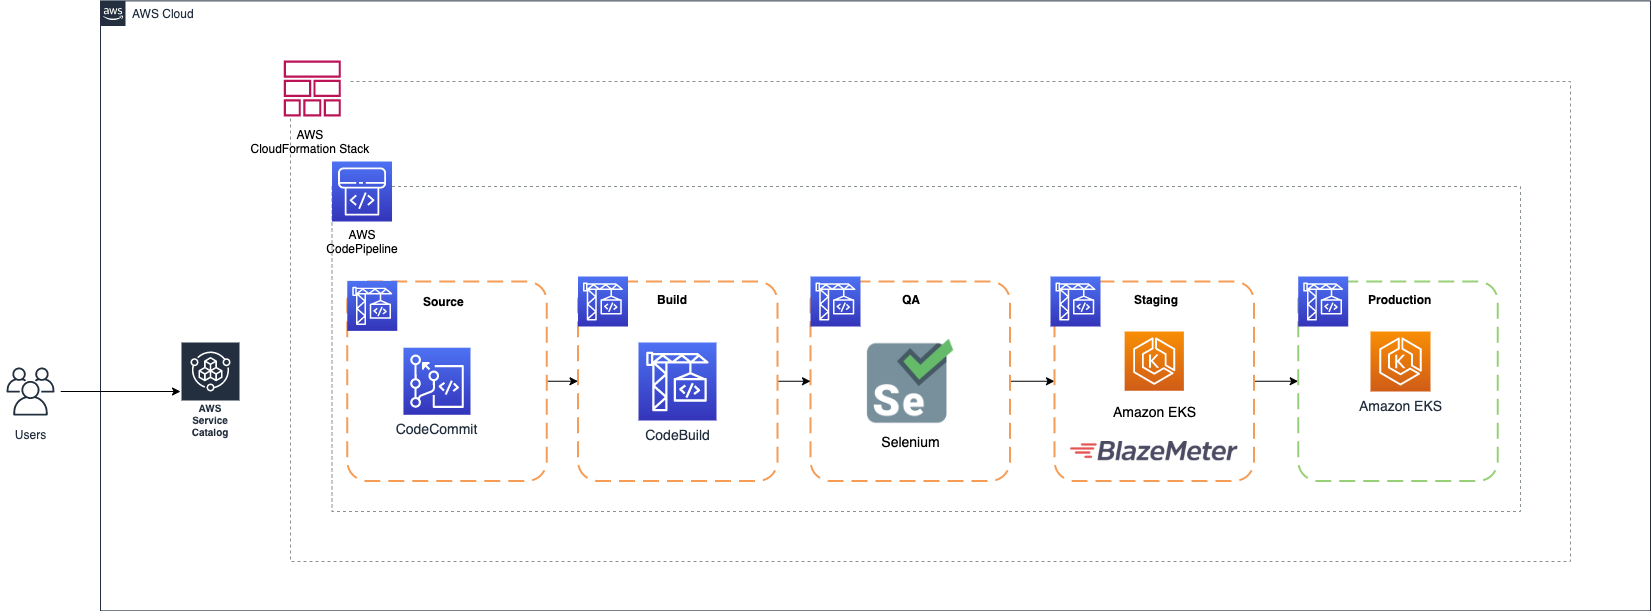 aws
AWS Cloud
AWS
CloudFormation Stack
</>
AWS
CodePipeline
</>
Source
</>
CodeCommit
</>
Build
</>
CodeBuild
</>
QA
Se
Selenium
</>
Staging
K
Amazon EKS
BlazeMeter
</>
Production
K
Amazon EKS
Users
AWS
Service
Catalog